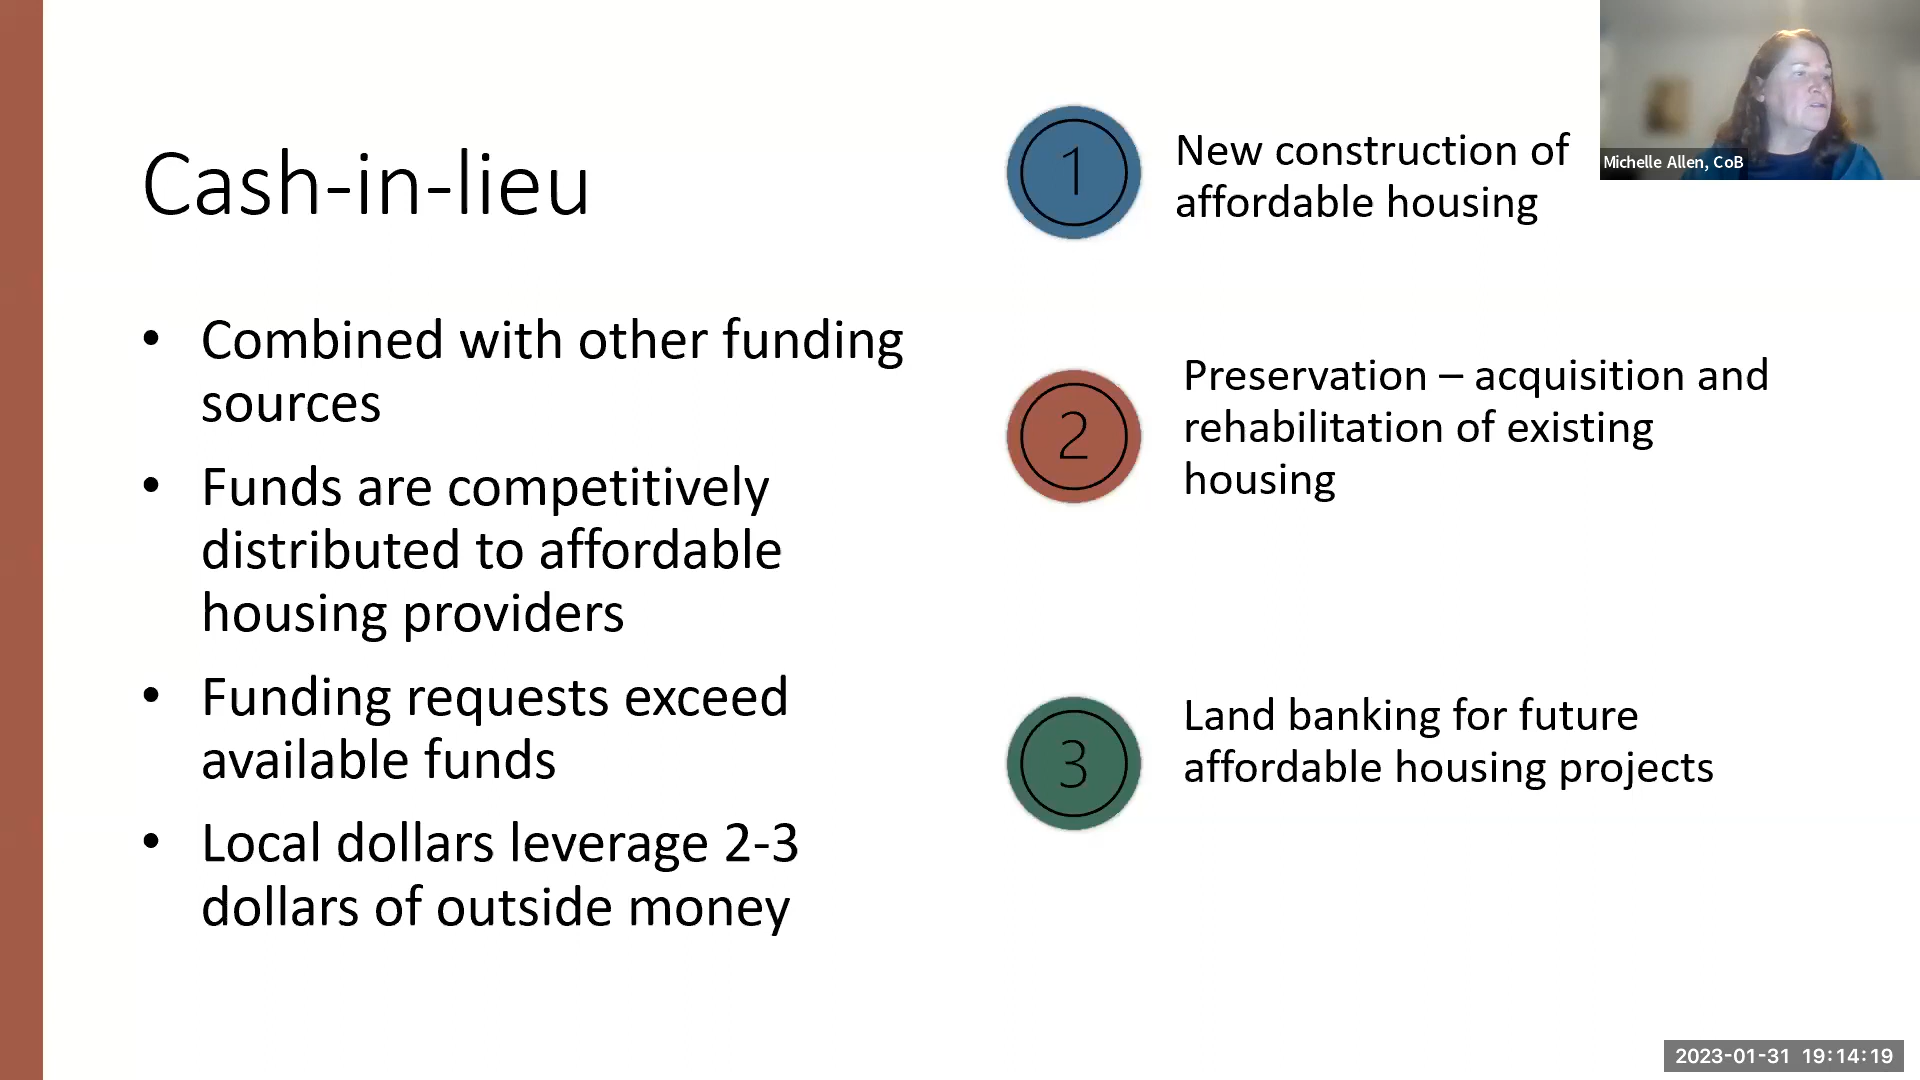 Cash-in-lieu
• Combined with other funding
sources
• Funds are competitively
distributed to affordable
housing providers
• Funding requests exceed
available funds
• Local dollars leverage 2-3
dollars of outside money
1
New construction of
affordable housing
2
Preservation – acquisition and
rehabilitation of existing
housing
3
Land banking for future
affordable housing projects
Michelle Allen, CoB
2023-01-31 19:14:19